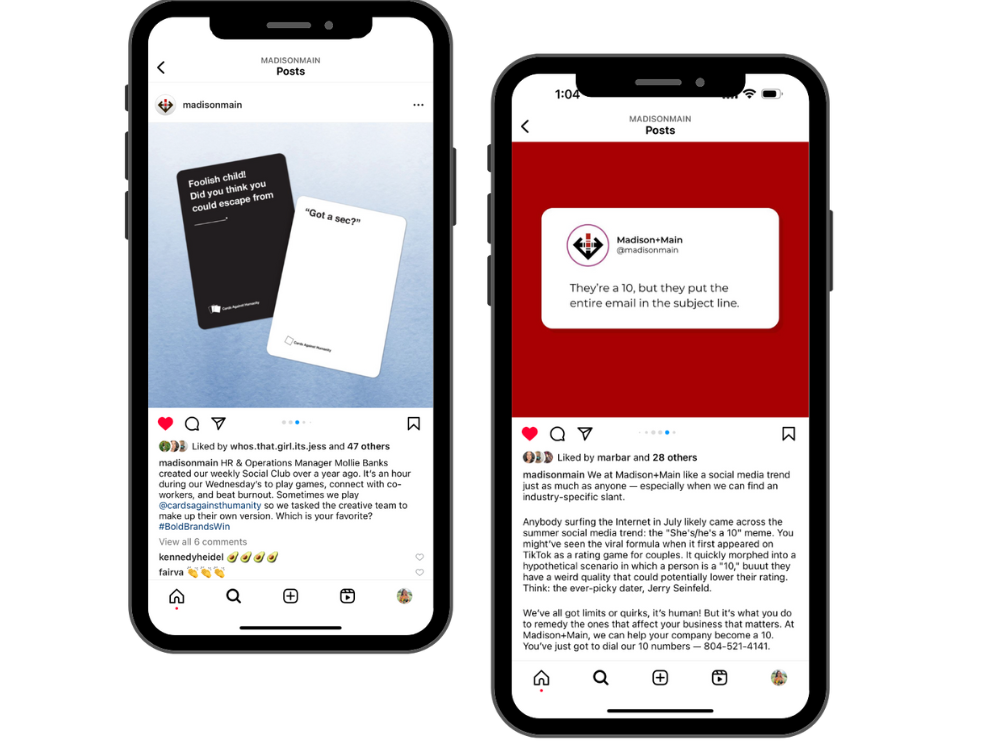 MADISONMAIN
Posts
madisonmain
Foolish child!
Did you think you
could escape from
________.
Cards Against Humanity
"Got a sec?"
Cards Against Humanity
Liked by whos.that.girl.its.jess and 47 others
madisonmain HR & Operations Manager Mollie Banks
created our weekly Social Club over a year ago. It's an hour
during our Wednesday's to play games, connect with co-
workers, and beat burnout. Sometimes we play
@cardsagainsthumanity so we tasked the creative team to
make up their own version. Which is your favorite?
#BoldBrandsWin
View all 6 comments
kennedyheidel 🥑🥑🥑🥑
fairva 👏👏👏
1:04
MADISONMAIN
Posts
Madison+Main
@madisonmain
They're a 10, but they put the
entire email in the subject line.
Liked by marbar and 28 others
madisonmain We at Madison+Main like a social media trend
just as much as anyone — especially when we can find an
industry-specific slant.
Anybody surfing the Internet in July likely came across the
summer social media trend: the "She's/he's a 10" meme. You
might've seen the viral formula when it first appeared on
TikTok as a rating game for couples. It quickly morphed into a
hypothetical scenario in which a person is a "10," buuut they
have a weird quality that could potentially lower their rating.
Think: the ever-picky dater, Jerry Seinfeld.
We've all got limits or quirks, it's human! But it's what you do
to remedy the ones that affect your business that matters. At
Madison+Main, we can help your company become a 10.
You've just got to dial our 10 numbers — 804-521-4141.